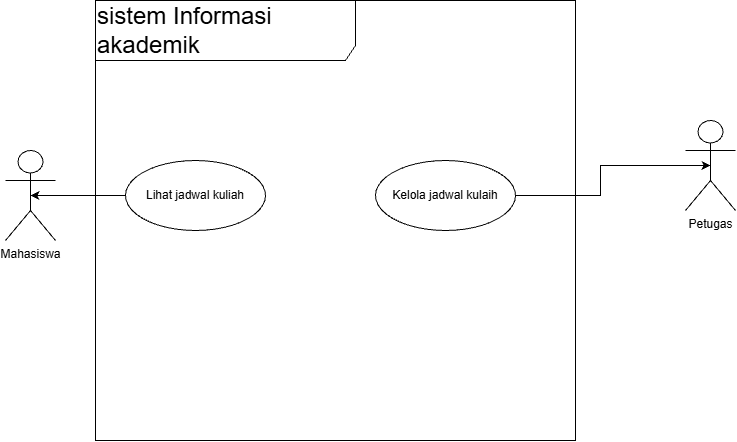 sistem Informasi
akademik
Lihat jadwal kuliah
Kelola jadwal kulaih
Mahasiswa
Petugas